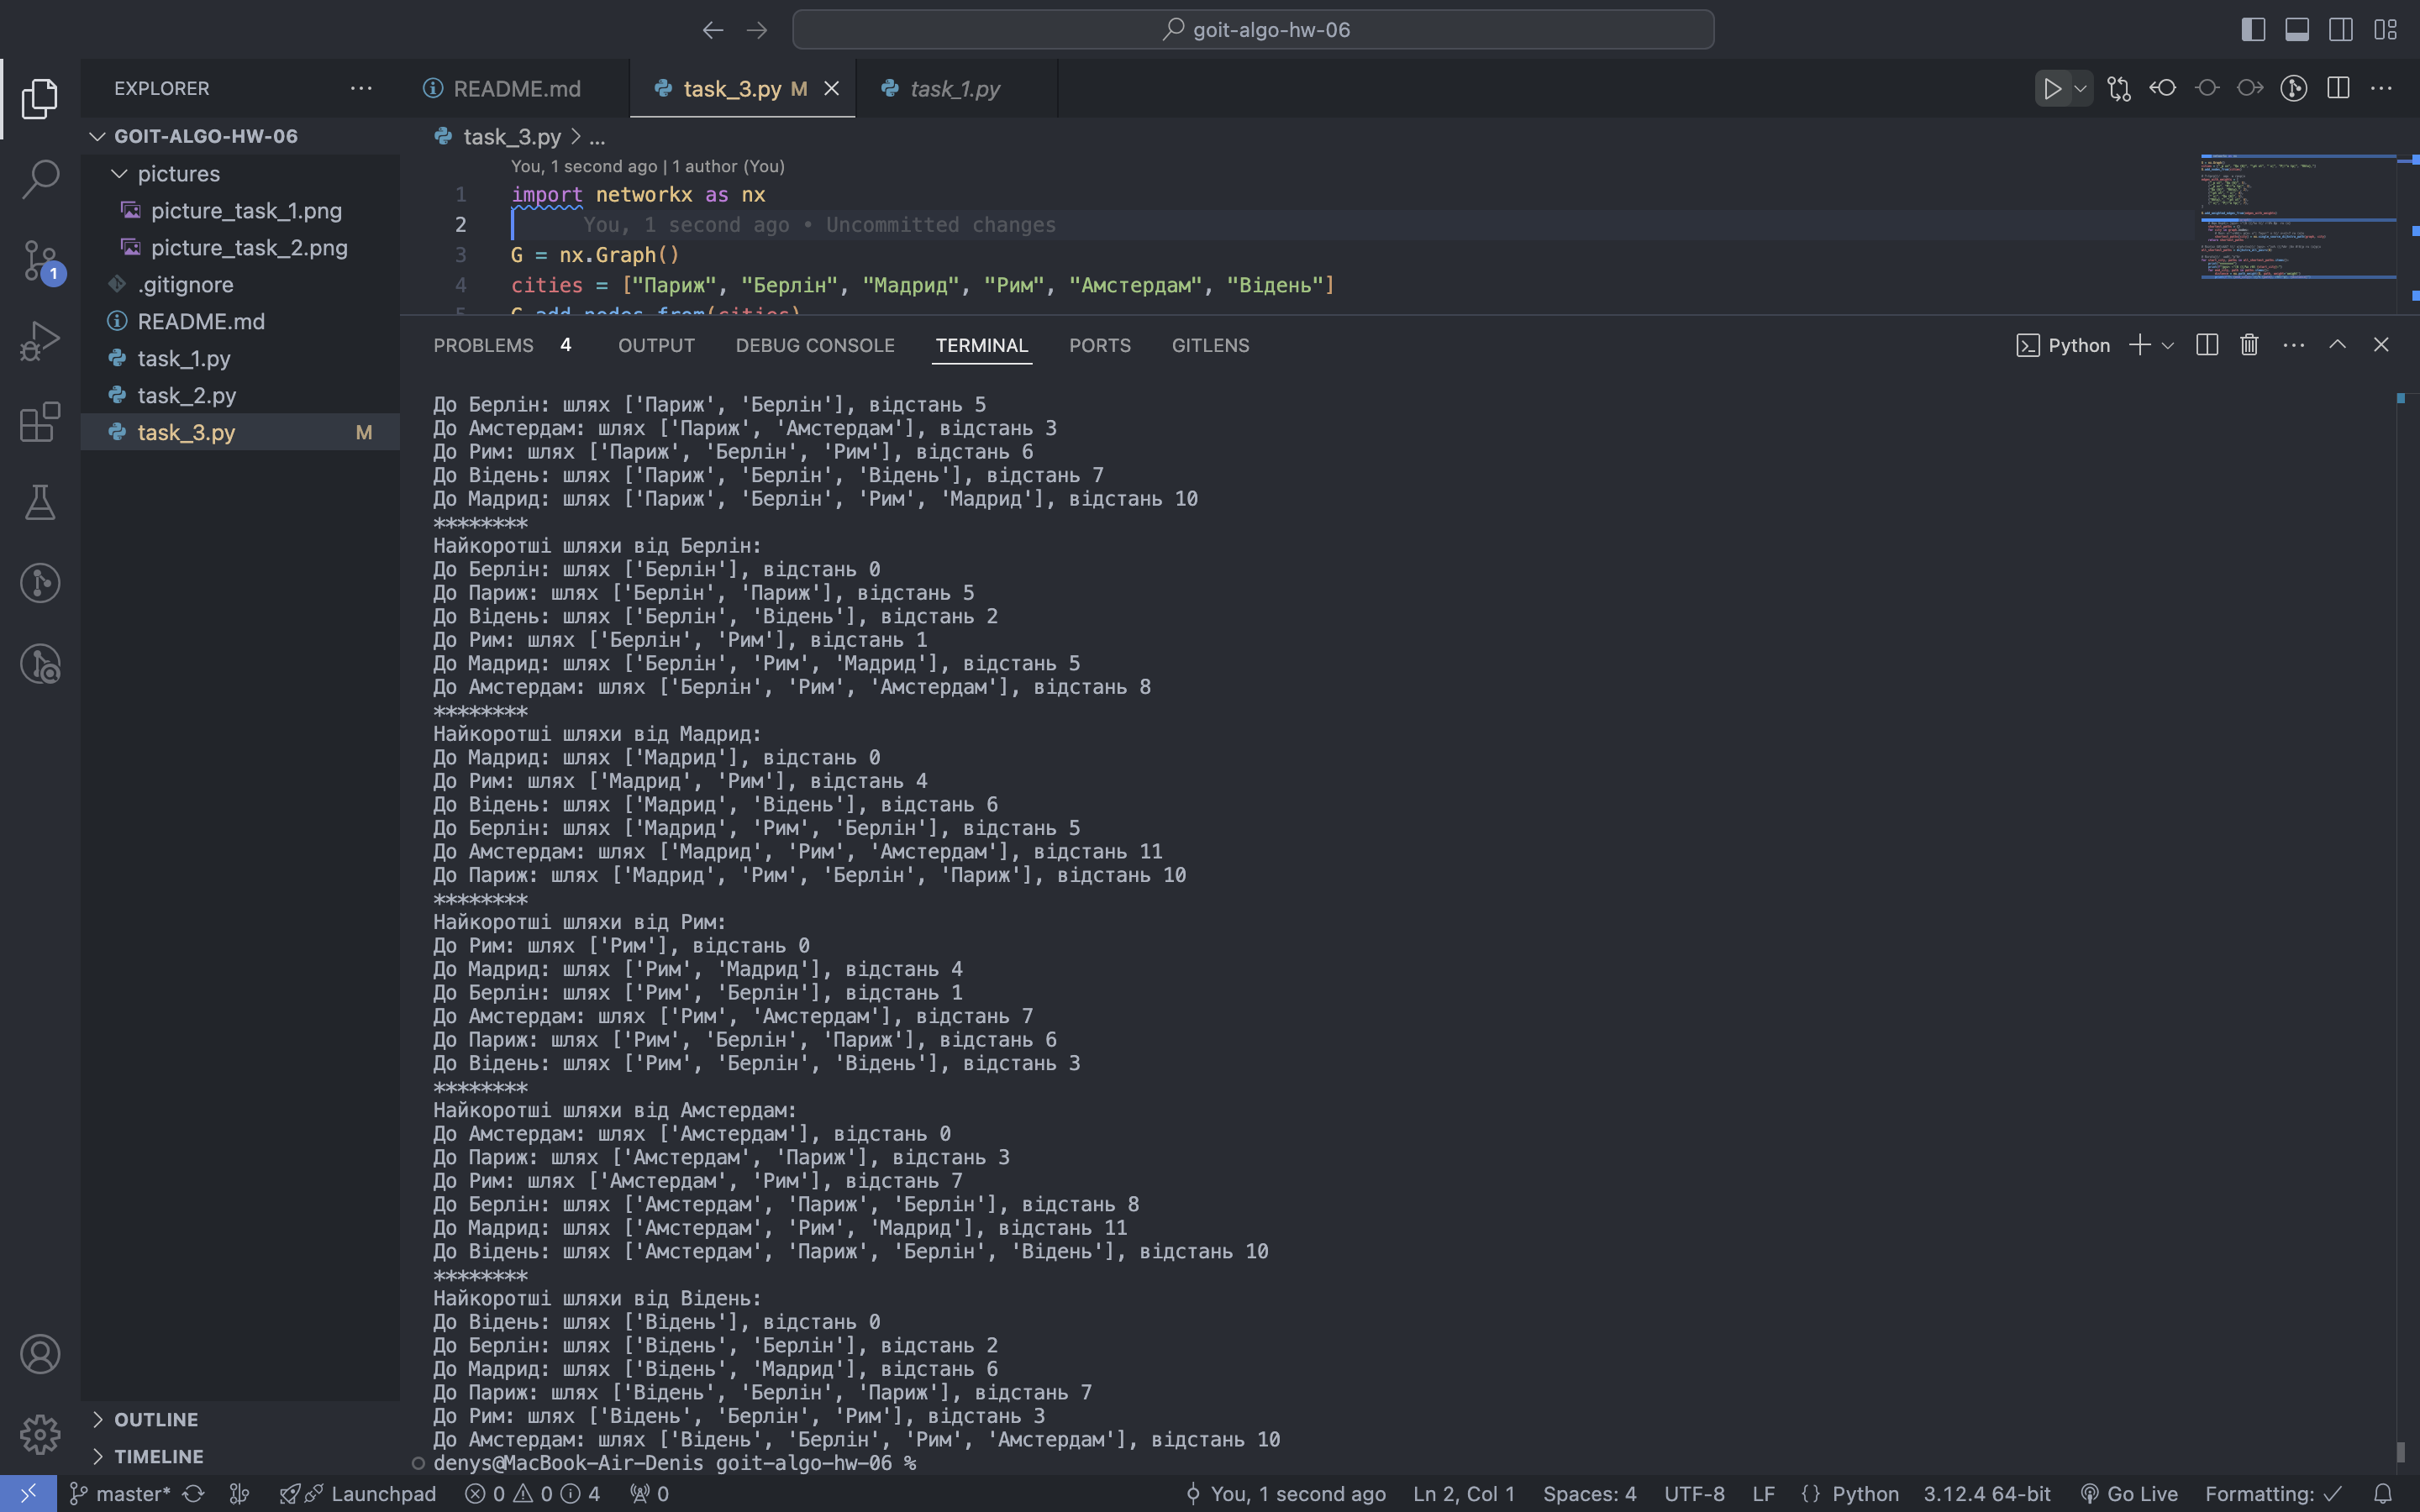 goit-algo-hw-06
EXPLORER
README.md
task_3.py M
task_1.py
GOIT-ALGO-HW-06
pictures
picture_task_1.png
picture_task_2.png
.gitignore
README.md
task_1.py
task_2.py
task_3.py M
1
OUTLINE
TIMELINE
task_3.py > ...
You, 1 second ago | 1 author (You)
1 import networkx as nx
2 You, 1 second ago • Uncommitted changes
3 G = nx.Graph()
4 cities = ["Париж", "Берлін", "Мадрид", "Рим", "Амстердам", "Відень"]
5 G.add_nodes_from(cities)
PROBLEMS 4 OUTPUT DEBUG CONSOLE TERMINAL PORTS GITLENS
Python
До Берлін: шлях ['Париж', 'Берлін'], відстань 5
До Амстердам: шлях ['Париж', 'Амстердам'], відстань 3
До Рим: шлях ['Париж', 'Берлін', 'Рим'], відстань 6
До Відень: шлях ['Париж', 'Берлін', 'Відень'], відстань 7
До Мадрид: шлях ['Париж', 'Берлін', 'Рим', 'Мадрид'], відстань 10
********
Найкоротші шляхи від Берлін:
До Берлін: шлях ['Берлін'], відстань 0
До Париж: шлях ['Берлін', 'Париж'], відстань 5
До Відень: шлях ['Берлін', 'Відень'], відстань 2
До Рим: шлях ['Берлін', 'Рим'], відстань 1
До Мадрид: шлях ['Берлін', 'Рим', 'Мадрид'], відстань 5
До Амстердам: шлях ['Берлін', 'Рим', 'Амстердам'], відстань 8
********
Найкоротші шляхи від Мадрид:
До Мадрид: шлях ['Мадрид'], відстань 0
До Рим: шлях ['Мадрид', 'Рим'], відстань 4
До Відень: шлях ['Мадрид', 'Відень'], відстань 6
До Берлін: шлях ['Мадрид', 'Рим', 'Берлін'], відстань 5
До Амстердам: шлях ['Мадрид', 'Рим', 'Амстердам'], відстань 11
До Париж: шлях ['Мадрид', 'Рим', 'Берлін', 'Париж'], відстань 10
********
Найкоротші шляхи від Рим:
До Рим: шлях ['Рим'], відстань 0
До Мадрид: шлях ['Рим', 'Мадрид'], відстань 4
До Берлін: шлях ['Рим', 'Берлін'], відстань 1
До Амстердам: шлях ['Рим', 'Амстердам'], відстань 7
До Париж: шлях ['Рим', 'Берлін', 'Париж'], відстань 6
До Відень: шлях ['Рим', 'Берлін', 'Відень'], відстань 3
********
Найкоротші шляхи від Амстердам:
До Амстердам: шлях ['Амстердам'], відстань 0
До Париж: шлях ['Амстердам', 'Париж'], відстань 3
До Рим: шлях ['Амстердам', 'Рим'], відстань 7
До Берлін: шлях ['Амстердам', 'Париж', 'Берлін'], відстань 8
До Мадрид: шлях ['Амстердам', 'Рим', 'Мадрид'], відстань 11
До Відень: шлях ['Амстердам', 'Париж', 'Берлін', 'Відень'], відстань 10
********
Найкоротші шляхи від Відень:
До Відень: шлях ['Відень'], відстань 0
До Берлін: шлях ['Відень', 'Берлін'], відстань 2
До Мадрид: шлях ['Відень', 'Мадрид'], відстань 6
До Париж: шлях ['Відень', 'Берлін', 'Париж'], відстань 7
До Рим: шлях ['Відень', 'Берлін', 'Рим'], відстань 3
До Амстердам: шлях ['Відень', 'Берлін', 'Рим', 'Амстердам'], відстань 10
denys@MacBook-Air-Denis goit-algo-hw-06 %
master* Launchpad 0 0 4 0 You, 1 second ago Ln 2, Col 1 Spaces: 4 UTF-8 LF {} Python 3.12.4 64-bit Go Live Formatting: ✓